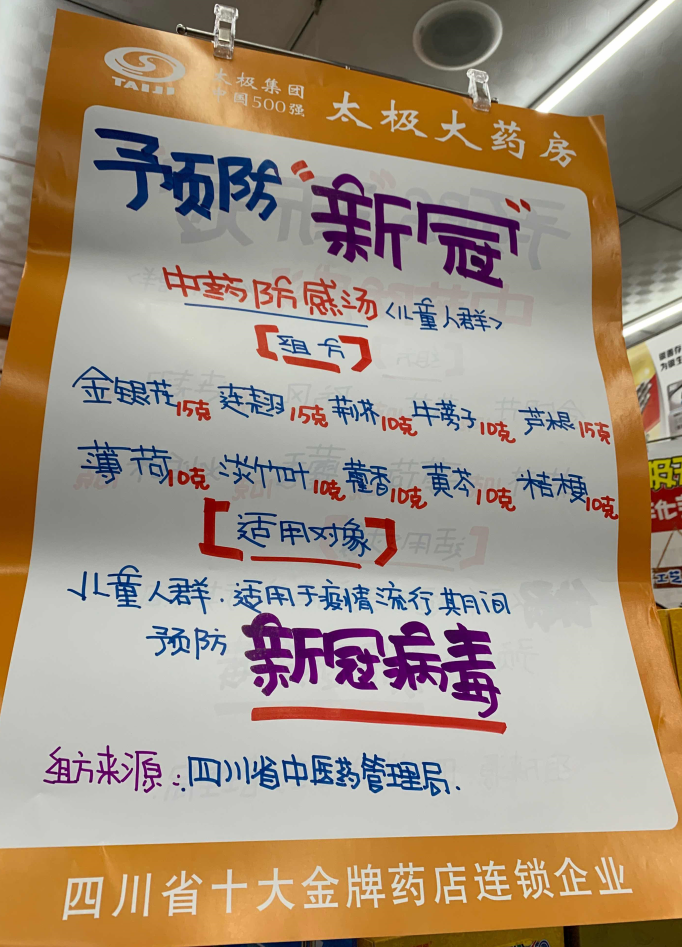 TAIJI
太极集团
中国500强
太极大药房
预防“新冠”
中药防感汤〈儿童人群〉
【组方】
金银花15克 连翘15克 荆芥10克 牛蒡子10克 芦根15克
薄荷10克 淡竹叶10克 藿香10克 黄芩10克 桔梗10克
【适用对象】
儿童人群.适用于疫情流行期间
预防新冠病毒
组方来源:四川省中医药管理局.
四川省十大金牌药店连锁企业